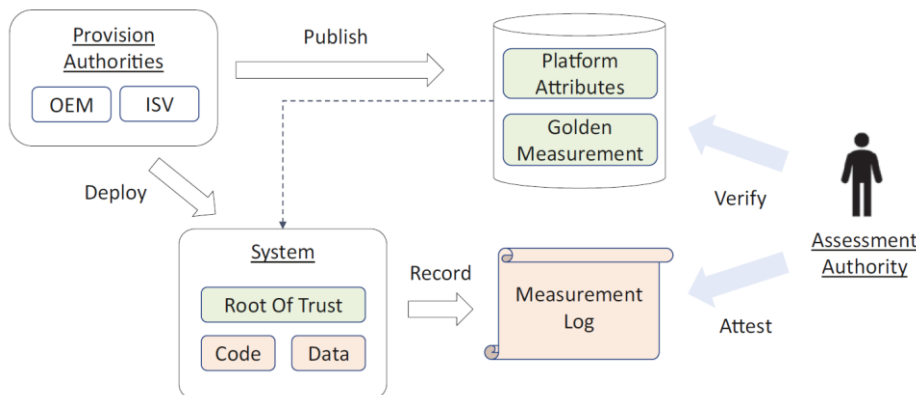 Provision
Authorities
OEM
ISV
Publish
Platform
Attributes
Golden
Measurement
Deploy
Verify
Assessment
Authority
System
Root Of Trust
Code
Data
Record
Measurement
Log
Attest